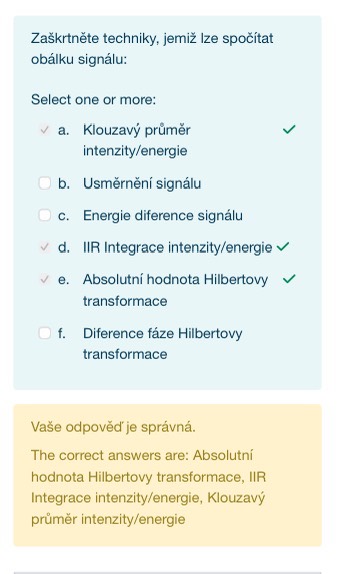 Zaškrtněte techniky, jemiž lze spočítat
obálku signálu:
Select one or more:
a. Klouzavý průměr
intenzity/energie
b. Usměrnění signálu
c. Energie diference signálu
d. IIR Integrace intenzity/energie
e. Absolutní hodnota Hilbertovy
transformace
f. Diference fáze Hilbertovy
transformace
Vaše odpověď je správná.
The correct answers are: Absolutní
hodnota Hilbertovy transformace, IIR
Integrace intenzity/energie, Klouzavý
průměr intenzity/energie